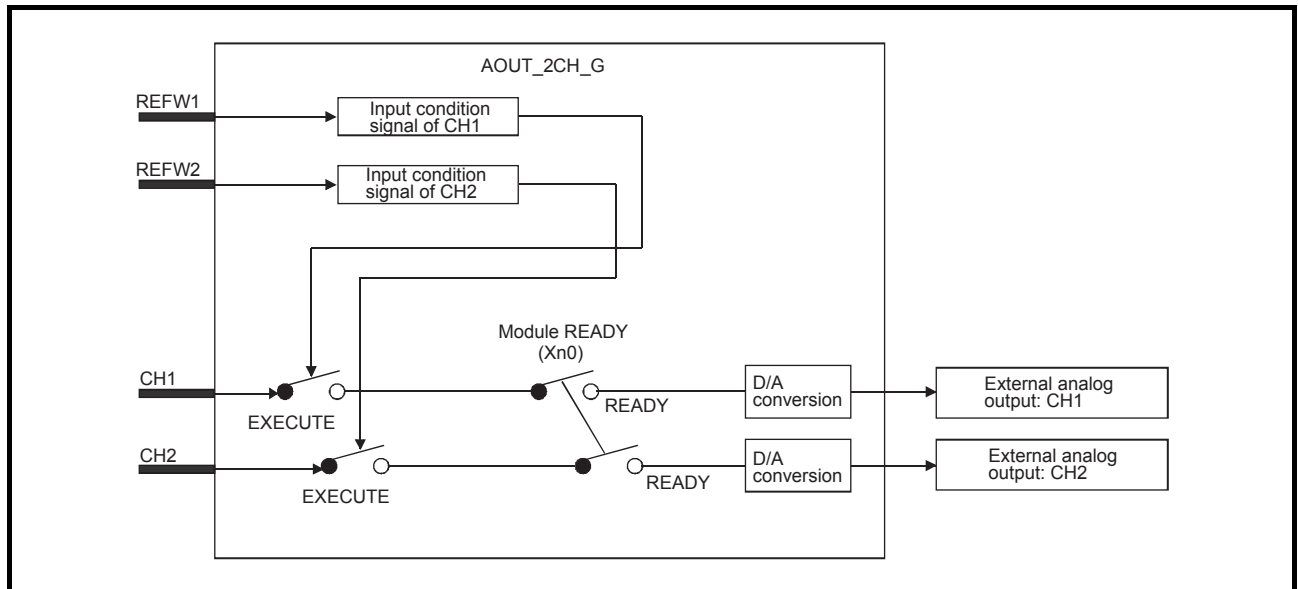 AOUT_2CH_G
REFW1
Input condition
signal of CH1
REFW2
Input condition
signal of CH2
Module READY
(Xn0)
CH1
EXECUTE
READY
D/A
conversion
External analog
output: CH1
CH2
EXECUTE
READY
D/A
conversion
External analog
output: CH2